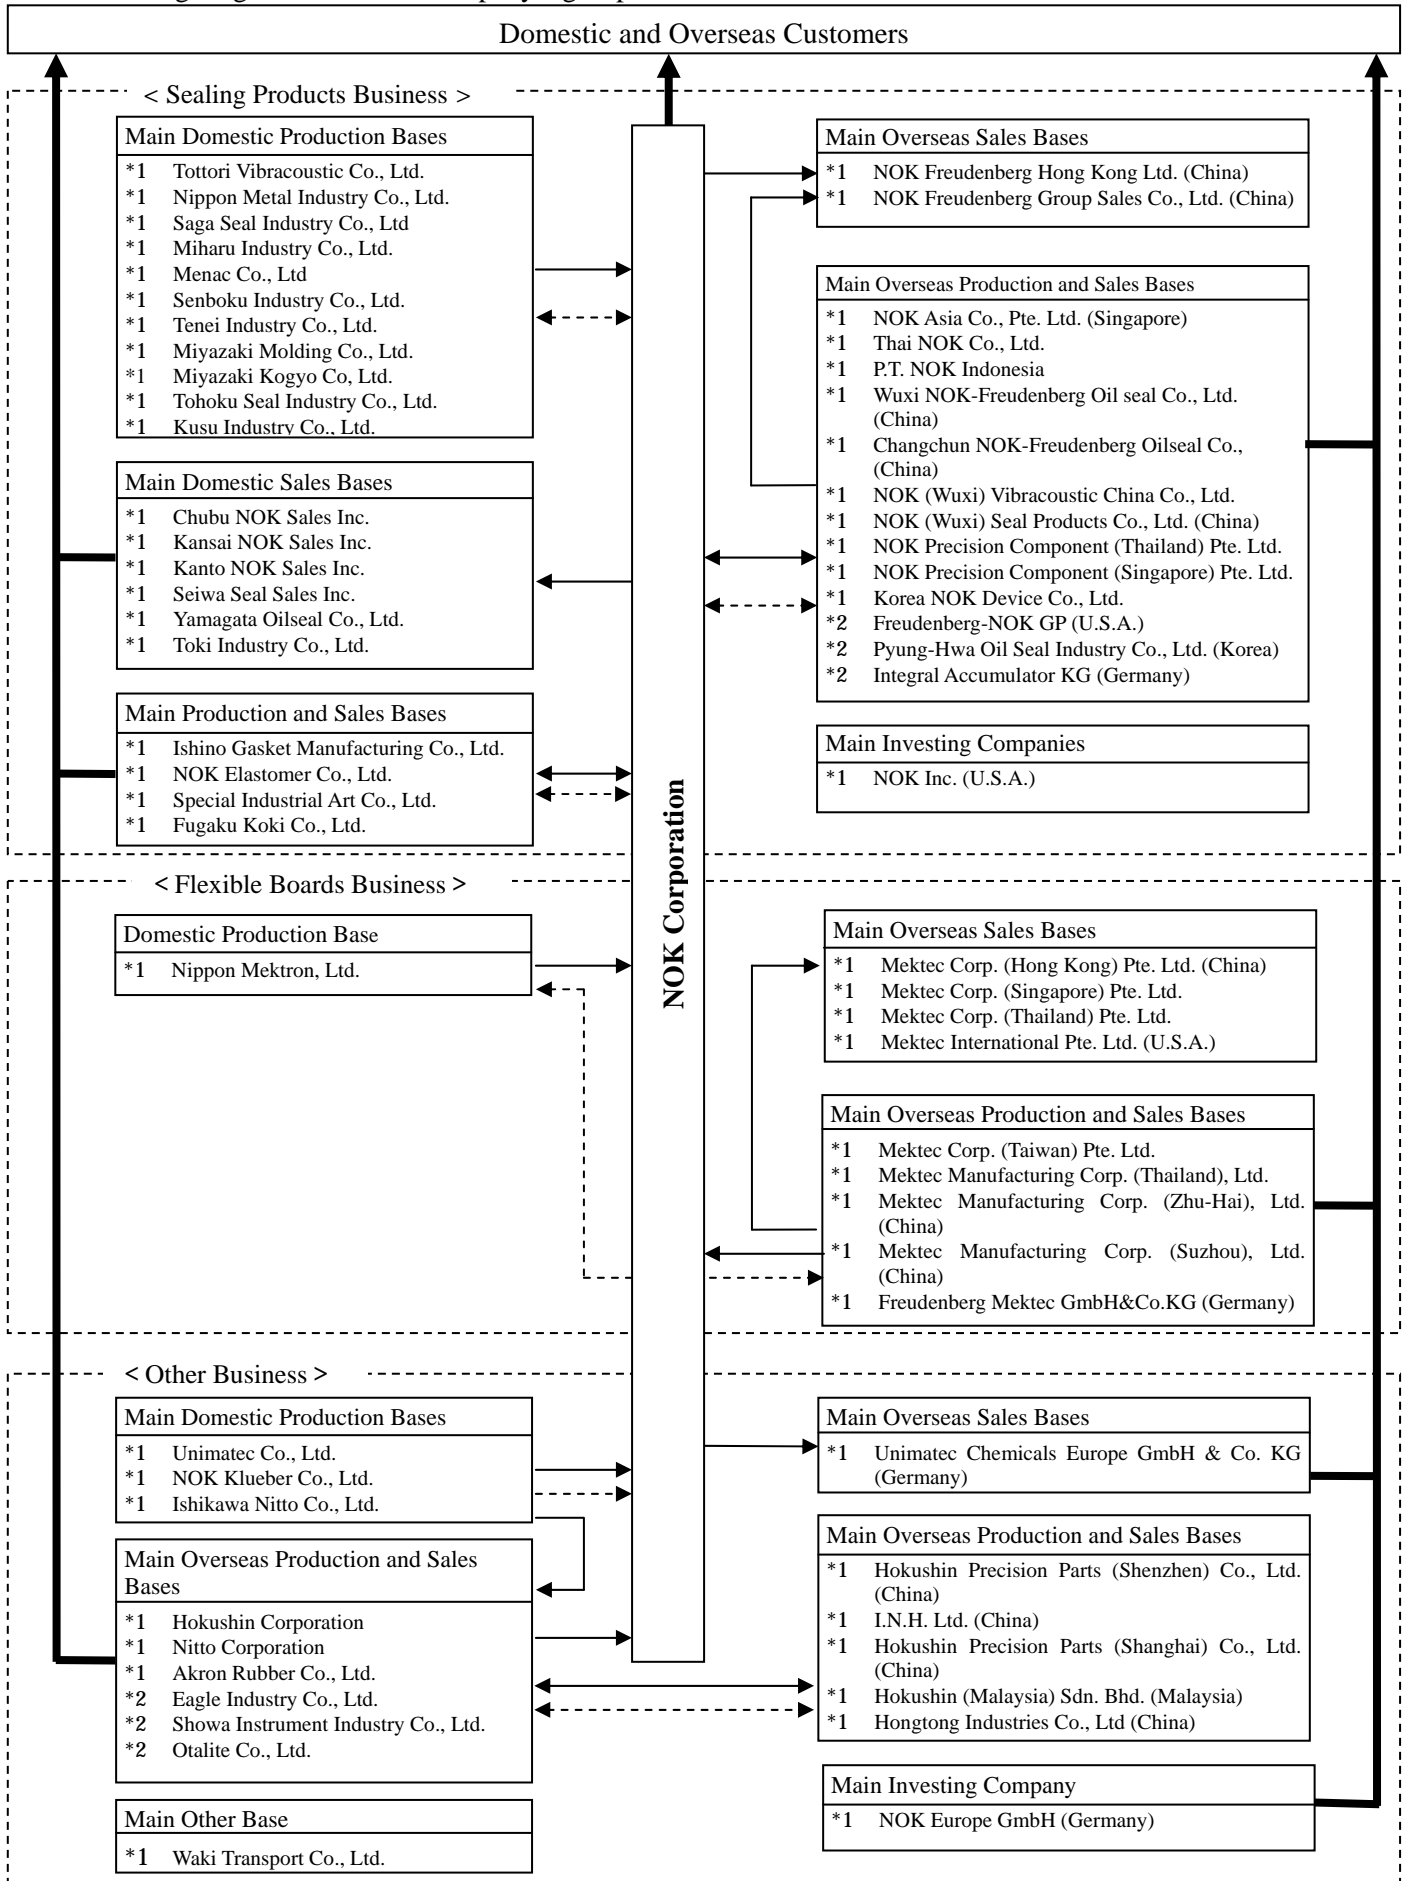 Domestic and Overseas Customers
< Sealing Products Business >
Main Domestic Production Bases
*1 Tottori Vibracoustic Co., Ltd.
*1 Nippon Metal Industry Co., Ltd.
*1 Saga Seal Industry Co., Ltd
*1 Miharu Industry Co., Ltd.
*1 Menac Co., Ltd
*1 Senboku Industry Co., Ltd.
*1 Tenei Industry Co., Ltd.
*1 Miyazaki Molding Co., Ltd.
*1 Miyazaki Kogyo Co, Ltd.
*1 Tohoku Seal Industry Co., Ltd.
*1 Kusu Industry Co., Ltd.
Main Domestic Sales Bases
*1 Chubu NOK Sales Inc.
*1 Kansai NOK Sales Inc.
*1 Kanto NOK Sales Inc.
*1 Seiwa Seal Sales Inc.
*1 Yamagata Oilseal Co., Ltd.
*1 Toki Industry Co., Ltd.
Main Production and Sales Bases
*1 Ishino Gasket Manufacturing Co., Ltd.
*1 NOK Elastomer Co., Ltd.
*1 Special Industrial Art Co., Ltd.
*1 Fugaku Koki Co., Ltd.
NOK Corporation
Main Overseas Sales Bases
*1 NOK Freudenberg Hong Kong Ltd. (China)
*1 NOK Freudenberg Group Sales Co., Ltd. (China)
Main Overseas Production and Sales Bases
*1 NOK Asia Co., Pte. Ltd. (Singapore)
*1 Thai NOK Co., Ltd.
*1 P.T. NOK Indonesia
*1 Wuxi NOK-Freudenberg Oil seal Co., Ltd.
(China)
*1 Changchun NOK-Freudenberg Oilseal Co.,
(China)
*1 NOK (Wuxi) Vibracoustic China Co., Ltd.
*1 NOK (Wuxi) Seal Products Co., Ltd. (China)
*1 NOK Precision Component (Thailand) Pte. Ltd.
*1 NOK Precision Component (Singapore) Pte. Ltd.
*1 Korea NOK Device Co., Ltd.
*2 Freudenberg-NOK GP (U.S.A.)
*2 Pyung-Hwa Oil Seal Industry Co., Ltd. (Korea)
*2 Integral Accumulator KG (Germany)
Main Investing Companies
*1 NOK Inc. (U.S.A.)
< Flexible Boards Business >
Domestic Production Base
*1 Nippon Mektron, Ltd.
Main Overseas Sales Bases
*1 Mektec Corp. (Hong Kong) Pte. Ltd. (China)
*1 Mektec Corp. (Singapore) Pte. Ltd.
*1 Mektec Corp. (Thailand) Pte. Ltd.
*1 Mektec International Pte. Ltd. (U.S.A.)
Main Overseas Production and Sales Bases
*1 Mektec Corp. (Taiwan) Pte. Ltd.
*1 Mektec Manufacturing Corp. (Thailand), Ltd.
*1 Mektec Manufacturing Corp. (Zhu-Hai), Ltd.
(China)
*1 Mektec Manufacturing Corp. (Suzhou), Ltd.
(China)
*1 Freudenberg Mektec GmbH&Co.KG (Germany)
< Other Business >
Main Domestic Production Bases
*1 Unimatec Co., Ltd.
*1 NOK Klueber Co., Ltd.
*1 Ishikawa Nitto Co., Ltd.
Main Overseas Production and Sales
Bases
*1 Hokushin Corporation
*1 Nitto Corporation
*1 Akron Rubber Co., Ltd.
*2 Eagle Industry Co., Ltd.
*2 Showa Instrument Industry Co., Ltd.
*2 Otalite Co., Ltd.
Main Other Base
*1 Waki Transport Co., Ltd.
Main Overseas Sales Bases
*1 Unimatec Chemicals Europe GmbH & Co. KG
(Germany)
Main Overseas Production and Sales Bases
*1 Hokushin Precision Parts (Shenzhen) Co., Ltd.
(China)
*1 I.N.H. Ltd. (China)
*1 Hokushin Precision Parts (Shanghai) Co., Ltd.
(China)
*1 Hokushin (Malaysia) Sdn. Bhd. (Malaysia)
*1 Hongtong Industries Co., Ltd (China)
Main Investing Company
*1 NOK Europe GmbH (Germany)